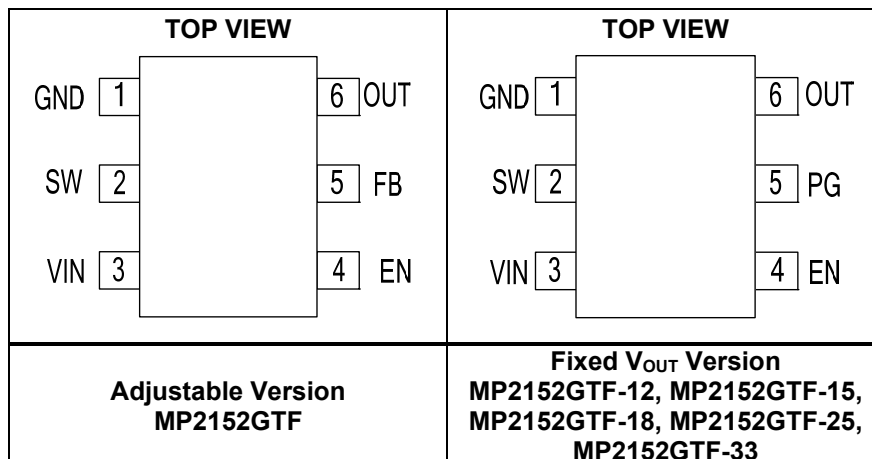 TOP VIEW
GND 1 6 OUT
SW 2 5 FB
VIN 3 4 EN
Adjustable Version
MP2152GTF
TOP VIEW
GND 1 6 OUT
SW 2 5 PG
VIN 3 4 EN
Fixed VOUT Version
MP2152GTF-12, MP2152GTF-15,
MP2152GTF-18, MP2152GTF-25,
MP2152GTF-33